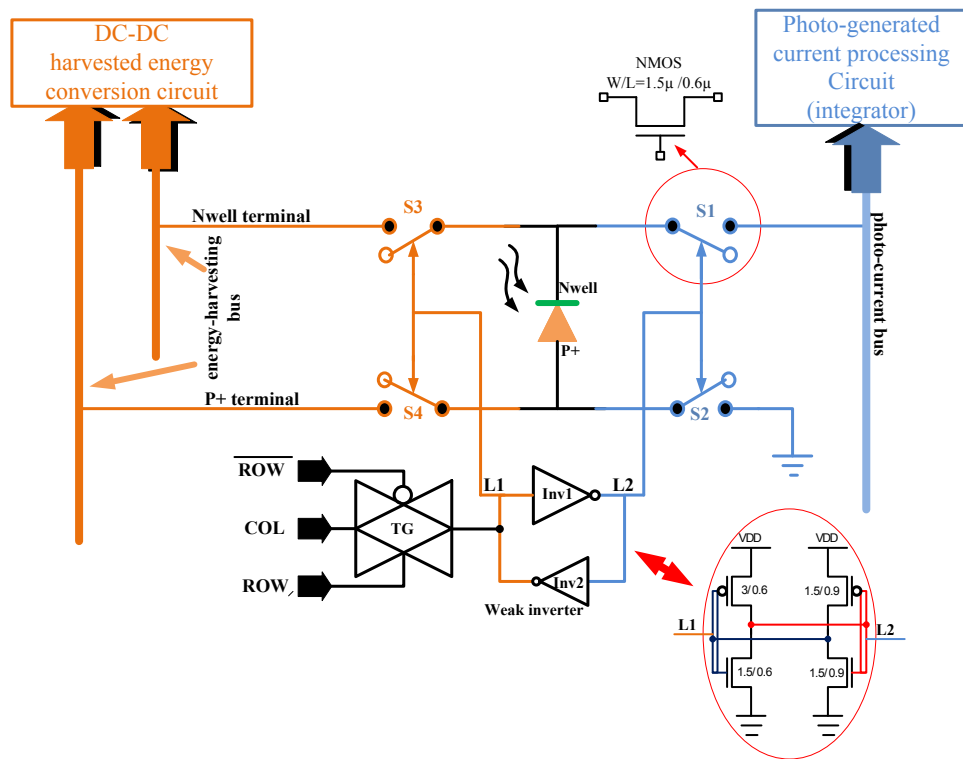 DC-DC
harvested energy
conversion circuit
Photo-generated
current processing
Circuit
(integrator)
NMOS
W/L=1.5µ /0.6µ
Nwell terminal
S3
S1
energy-harvesting
bus
Nwell
P+
photo-current bus
P+ terminal
S4
S2
ROW
COL
ROW
TG
L1
Inv1
L2
Inv2
Weak inverter
VDD
VDD
3/0.6
1.5/0.9
L1
L2
1.5/0.6
1.5/0.9